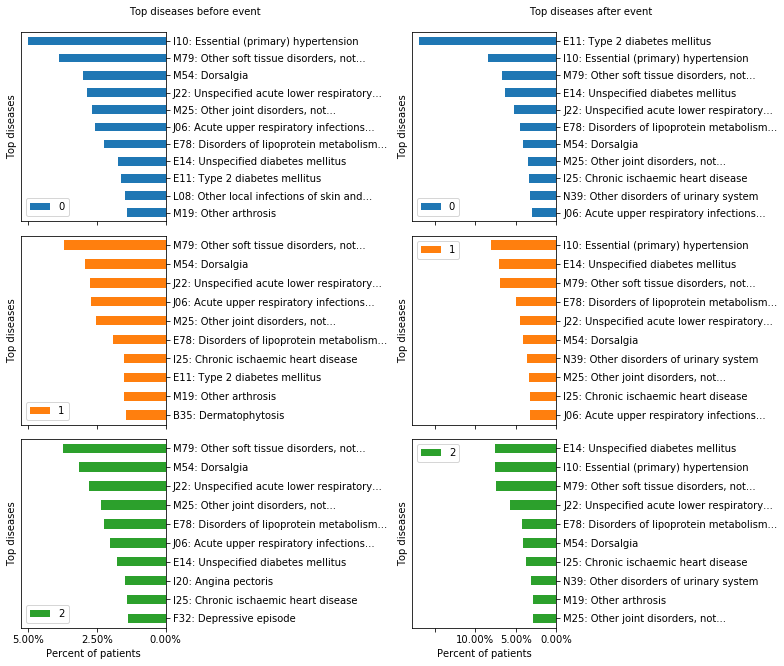 Top diseases before event
Top diseases
I10: Essential (primary) hypertension
M79: Other soft tissue disorders, not...
M54: Dorsalgia
J22: Unspecified acute lower respiratory...
M25: Other joint disorders, not...
J06: Acute upper respiratory infections...
E78: Disorders of lipoprotein metabolism...
E14: Unspecified diabetes mellitus
E11: Type 2 diabetes mellitus
L08: Other local infections of skin and...
M19: Other arthrosis
0
Top diseases
M79: Other soft tissue disorders, not...
M54: Dorsalgia
J22: Unspecified acute lower respiratory...
J06: Acute upper respiratory infections...
M25: Other joint disorders, not...
E78: Disorders of lipoprotein metabolism...
I25: Chronic ischaemic heart disease
E11: Type 2 diabetes mellitus
M19: Other arthrosis
B35: Dermatophytosis
1
Top diseases
M79: Other soft tissue disorders, not...
M54: Dorsalgia
J22: Unspecified acute lower respiratory...
M25: Other joint disorders, not...
E78: Disorders of lipoprotein metabolism...
J06: Acute upper respiratory infections...
E14: Unspecified diabetes mellitus
I20: Angina pectoris
I25: Chronic ischaemic heart disease
F32: Depressive episode
2
5.00% 2.50% 0.00%
Percent of patients
Top diseases after event
Top diseases
E11: Type 2 diabetes mellitus
I10: Essential (primary) hypertension
M79: Other soft tissue disorders, not...
E14: Unspecified diabetes mellitus
J22: Unspecified acute lower respiratory...
E78: Disorders of lipoprotein metabolism...
M54: Dorsalgia
M25: Other joint disorders, not...
I25: Chronic ischaemic heart disease
N39: Other disorders of urinary system
J06: Acute upper respiratory infections...
0
Top diseases
1
I10: Essential (primary) hypertension
E14: Unspecified diabetes mellitus
M79: Other soft tissue disorders, not...
E78: Disorders of lipoprotein metabolism...
J22: Unspecified acute lower respiratory...
M54: Dorsalgia
N39: Other disorders of urinary system
M25: Other joint disorders, not...
I25: Chronic ischaemic heart disease
J06: Acute upper respiratory infections...
Top diseases
2
E14: Unspecified diabetes mellitus
I10: Essential (primary) hypertension
M79: Other soft tissue disorders, not...
J22: Unspecified acute lower respiratory...
E78: Disorders of lipoprotein metabolism...
M54: Dorsalgia
I25: Chronic ischaemic heart disease
N39: Other disorders of urinary system
M19: Other arthrosis
M25: Other joint disorders, not...
10.00% 5.00% 0.00%
Percent of patients